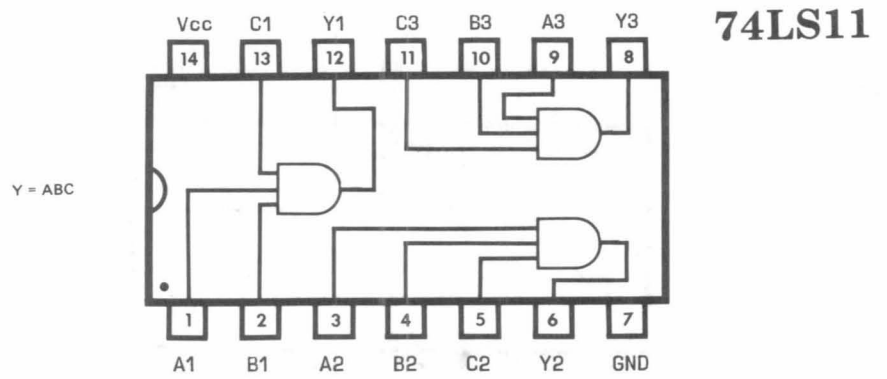 74LS11
Vcc C1 Y1 C3 B3 A3 Y3
14 13 12 11 10 9 8
Y = ABC
1 2 3 4 5 6 7
A1 B1 A2 B2 C2 Y2 GND